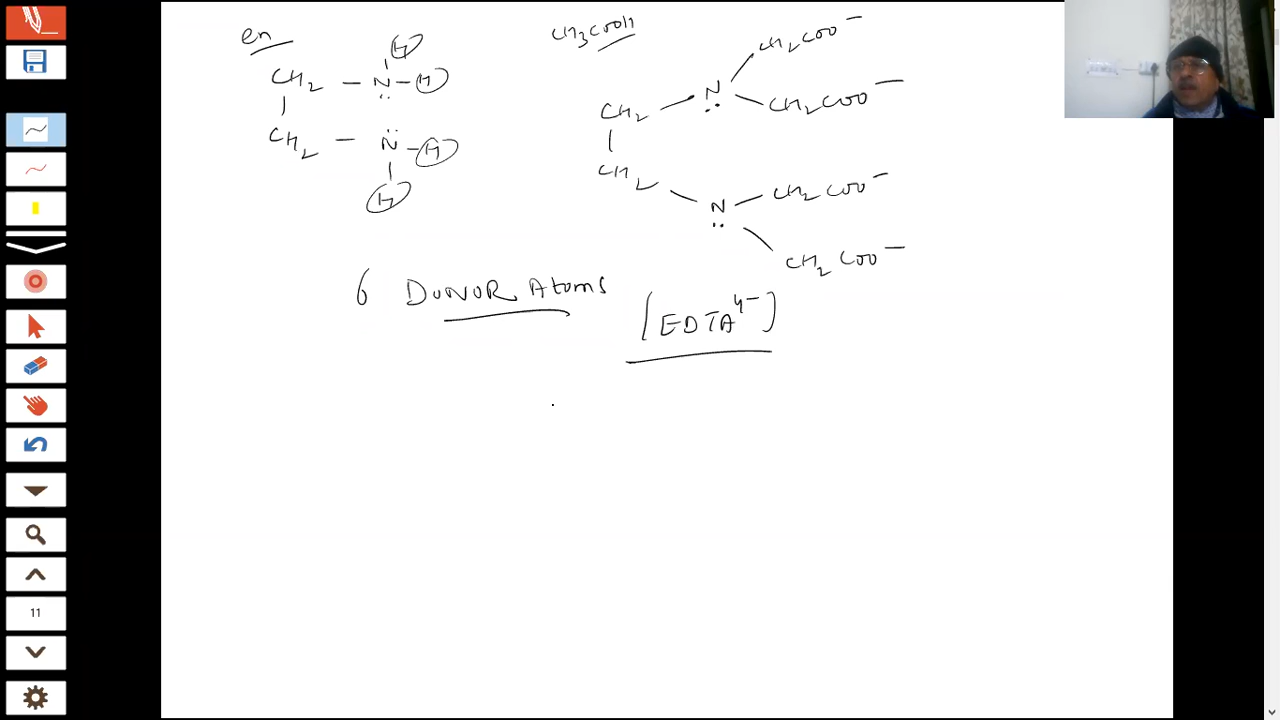 en
CH3COOH
CH2COO−
H
CH2 — N̈ — H
CH2 — N̈
CH2COO−
CH2 — N̈ — H
CH2 — N̈
CH2COO−
H
CH2COO−
6 DONOR Atoms
[EDTA4−]
11